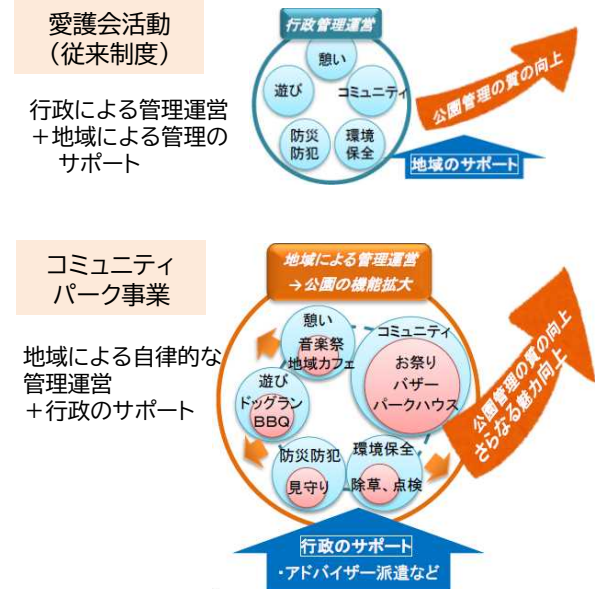 愛護会活動
（従来制度）
行政による管理運営
＋地域による管理の
サポート
行政管理運営
憩い
遊び
コミュニティ
防災
防犯
環境
保全
公園管理の質の向上
地域のサポート
コミュニティ
パーク事業
地域による自律的な
管理運営
＋行政のサポート
地域による管理運営
→公園の機能拡大
憩い
音楽祭
地域カフェ
コミュニティ
お祭り
バザー
パークハウス
遊び
ドッグラン
BBQ
防災防犯
見守り
環境保全
除草、点検
公園管理の質の向上
さらなる魅力向上
行政のサポート
・アドバイザー派遣など